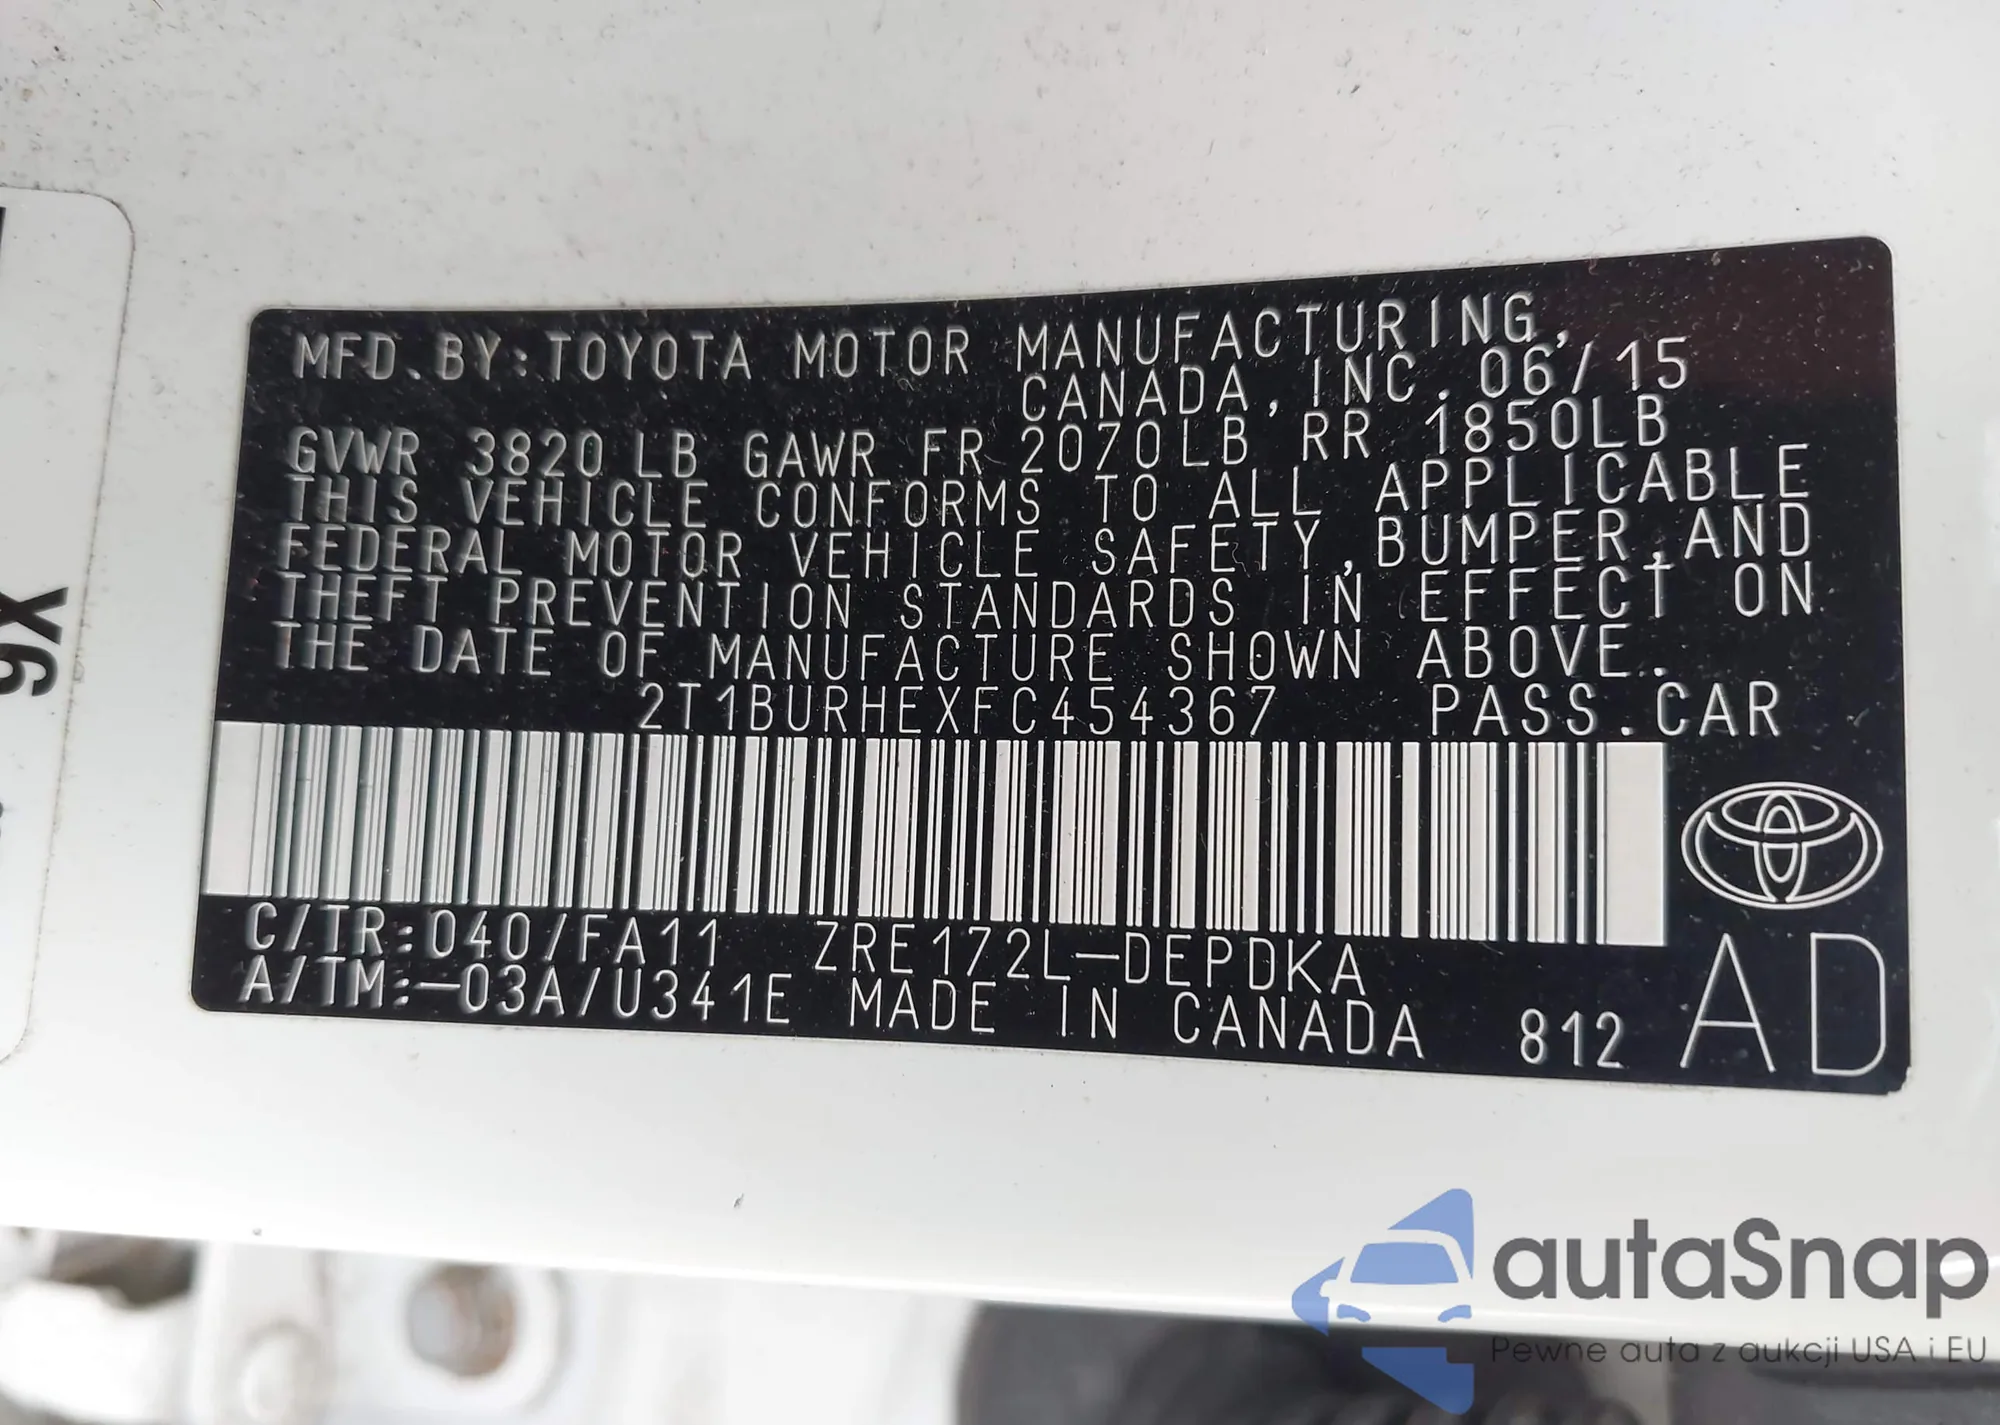 MFD. BY: TOYOTA MOTOR MANUFACTURING,
CANADA, INC. 06/15
GVWR 3820 LB GAWR FR 2070LB RR 1850LB
THIS VEHICLE CONFORMS TO ALL APPLICABLE
FEDERAL MOTOR VEHICLE SAFETY, BUMPER, AND
THEFT PREVENTION STANDARDS IN EFFECT ON
THE DATE OF MANUFACTURE SHOWN ABOVE.
2T1BURHEXFC454367 PASS. CAR
C/TR:040/FA11 ZRE172L-DEPDKA
A/TM:-03A/U341E MADE IN CANADA 812 AD
autaSnap
Pewne auta z aukcji USA i EU